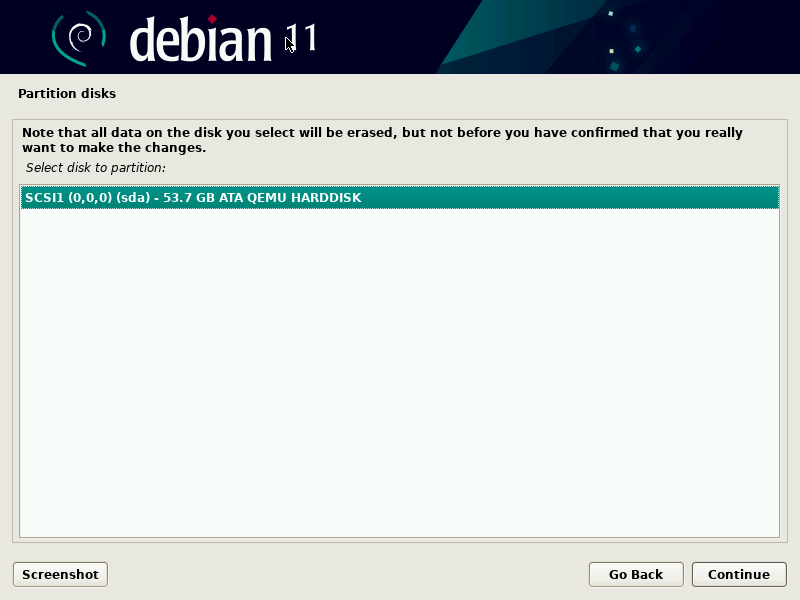 debian 11
Partition disks
Note that all data on the disk you select will be erased, but not before you have confirmed that you really
want to make the changes.
Select disk to partition:
SCSI1 (0,0,0) (sda) - 53.7 GB ATA QEMU HARDDISK
Screenshot
Go Back
Continue